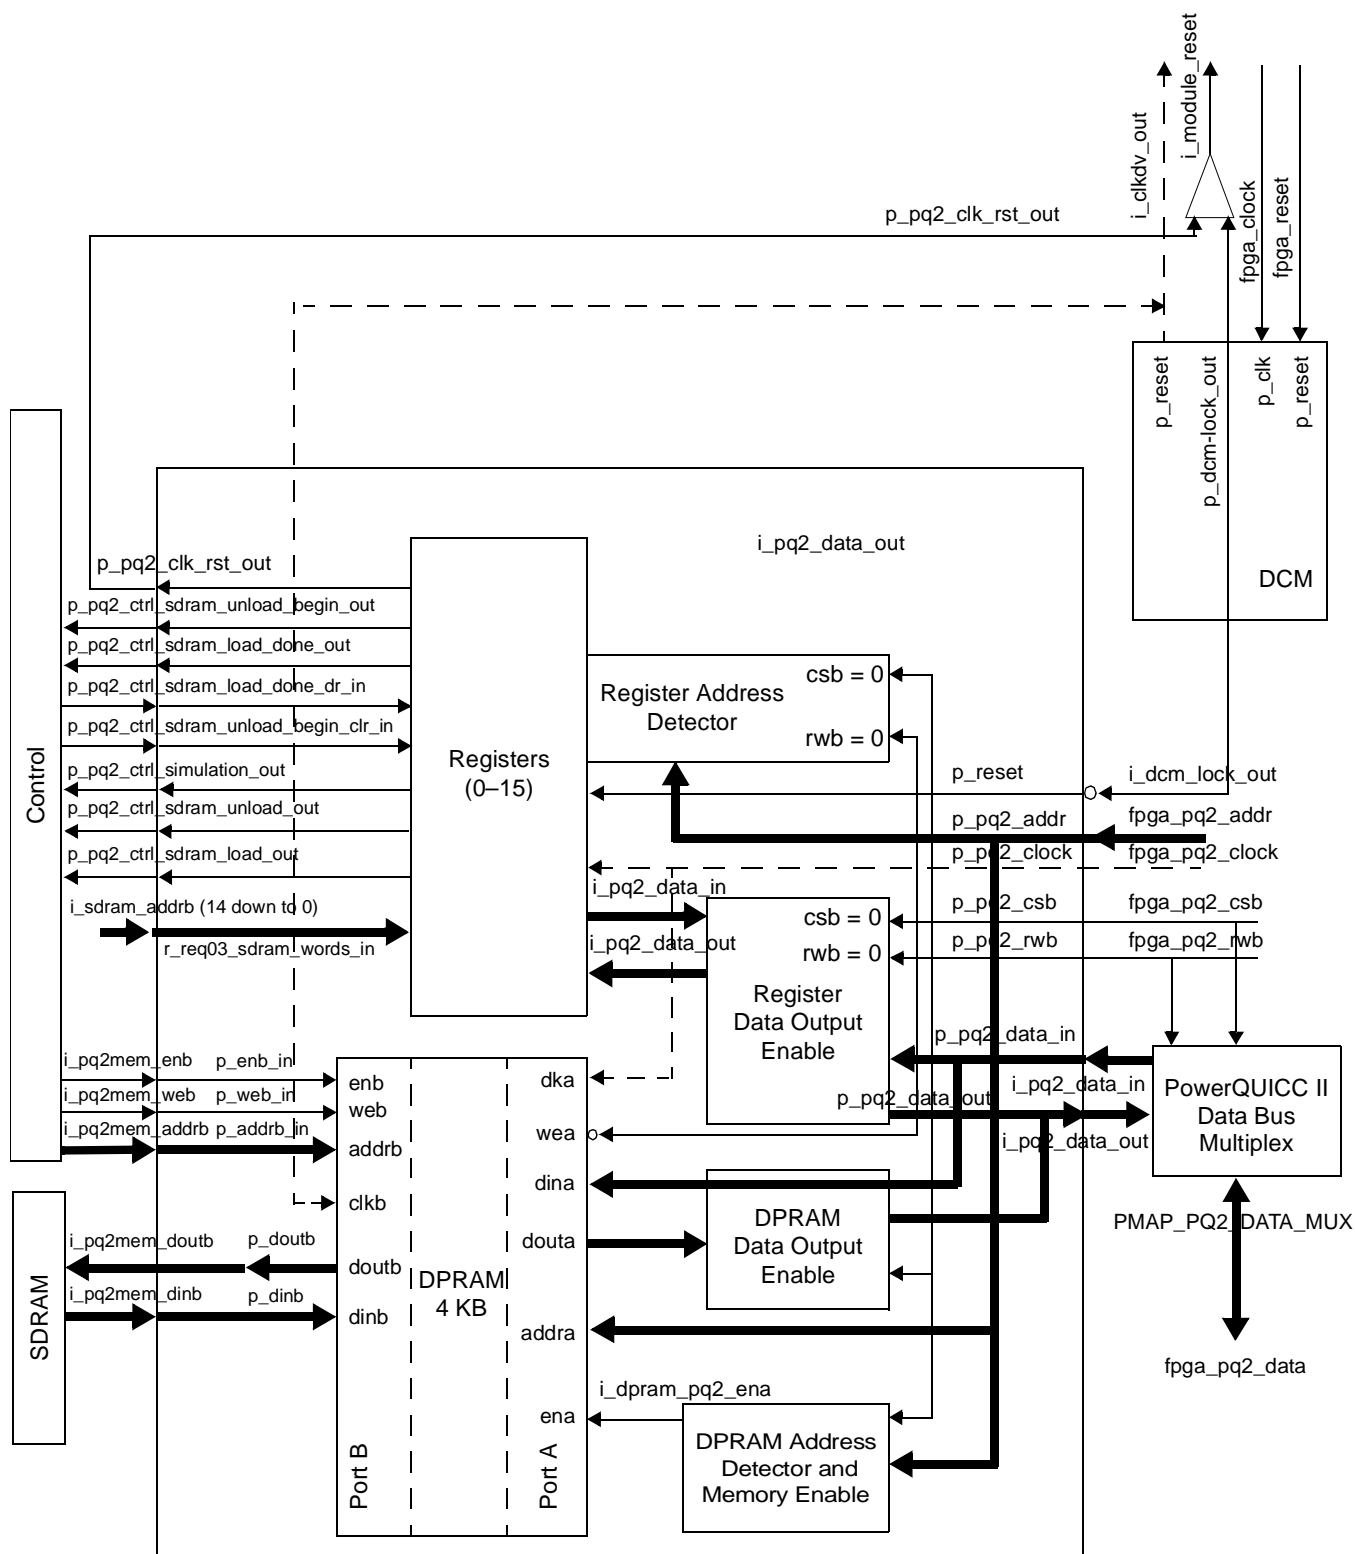 i_clkdv_out
i_module_reset
fpga_clock
fpga_reset
p_pq2_clk_rst_out
p_reset
p_dcm-lock_out
p_clk
p_reset
DCM
Control
p_pq2_clk_rst_out
p_pq2_ctrl_sdram_unload_begin_out
p_pq2_ctrl_sdram_load_done_out
p_pq2_ctrl_sdram_load_done_dr_in
p_pq2_ctrl_sdram_unload_begin_clr_in
p_pq2_ctrl_simulation_out
p_pq2_ctrl_sdram_unload_out
p_pq2_ctrl_sdram_load_out
i_sdram_addrb (14 down to 0)
r_req03_sdram_words_in
Registers
(0–15)
i_pq2_data_out
Register Address
Detector
csb = 0
rwb = 0
p_reset
i_dcm_lock_out
p_pq2_addr
fpga_pq2_addr
p_pq2_clock
fpga_pq2_clock
i_pq2_data_in
i_pq2_data_out
csb = 0
rwb = 0
Register
Data Output
Enable
p_pq2_csb
fpga_pq2_csb
p_pq2_rwb
fpga_pq2_rwb
p_pq2_data_in
i_pq2_data_in
p_pq2_data_out
i_pq2_data_out
PowerQUICC II
Data Bus
Multiplex
PMAP_PQ2_DATA_MUX
fpga_pq2_data
i_pq2mem_enb
p_enb_in
i_pq2mem_web
p_web_in
i_pq2mem_addrb
p_addrb_in
enb
web
addrb
clkb
doutb
dinb
SDRAM
i_pq2mem_doutb
p_doutb
i_pq2mem_dinb
p_dinb
DPRAM
4 KB
Port B
Port A
dka
wea
dina
douta
addra
ena
DPRAM
Data Output
Enable
i_dpram_pq2_ena
DPRAM Address
Detector and
Memory Enable